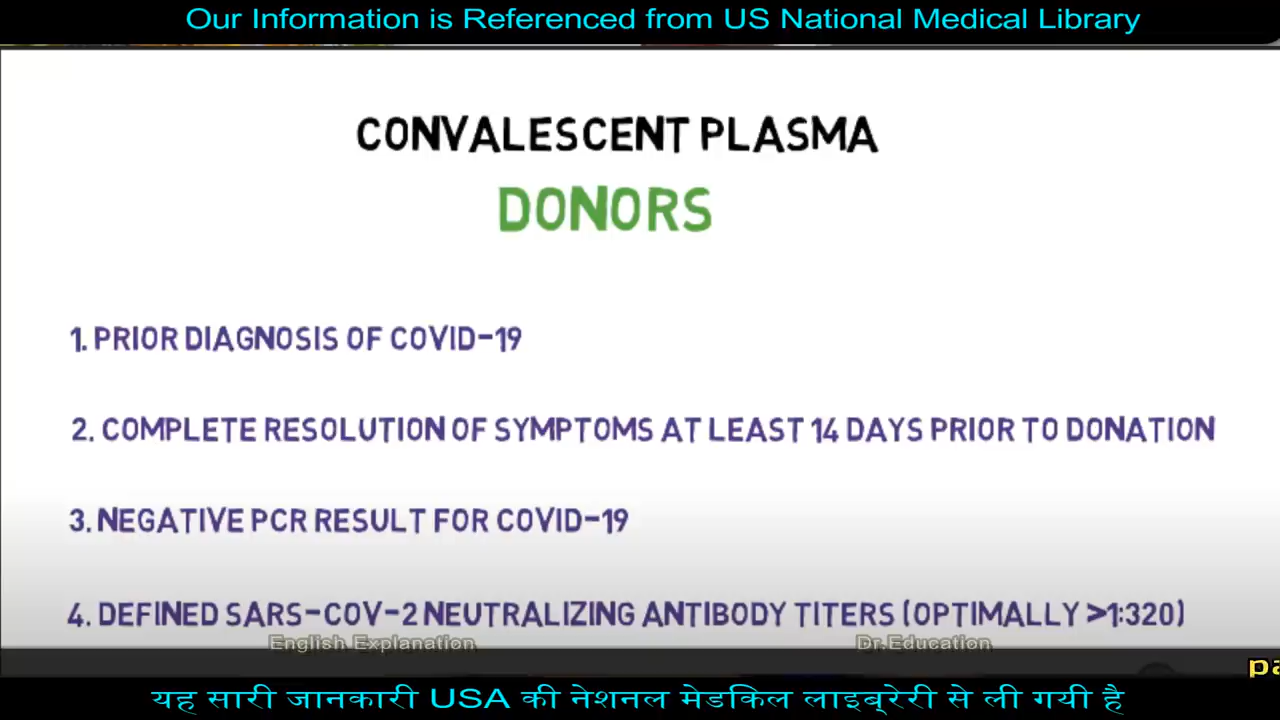 Our Information is Referenced from US National Medical Library
CONVALESCENT PLASMA
DONORS
1. PRIOR DIAGNOSIS OF COVID-19
2. COMPLETE RESOLUTION OF SYMPTOMS AT LEAST 14 DAYS PRIOR TO DONATION
3. NEGATIVE PCR RESULT FOR COVID-19
4. DEFINED SARS-COV-2 NEUTRALIZING ANTIBODY TITERS (OPTIMALLY >1:320)
English Explanation Dr.Education
यह सारी जानकारी USA की नेशनल मेडकिल लाइब्रेरी से ली गयी है